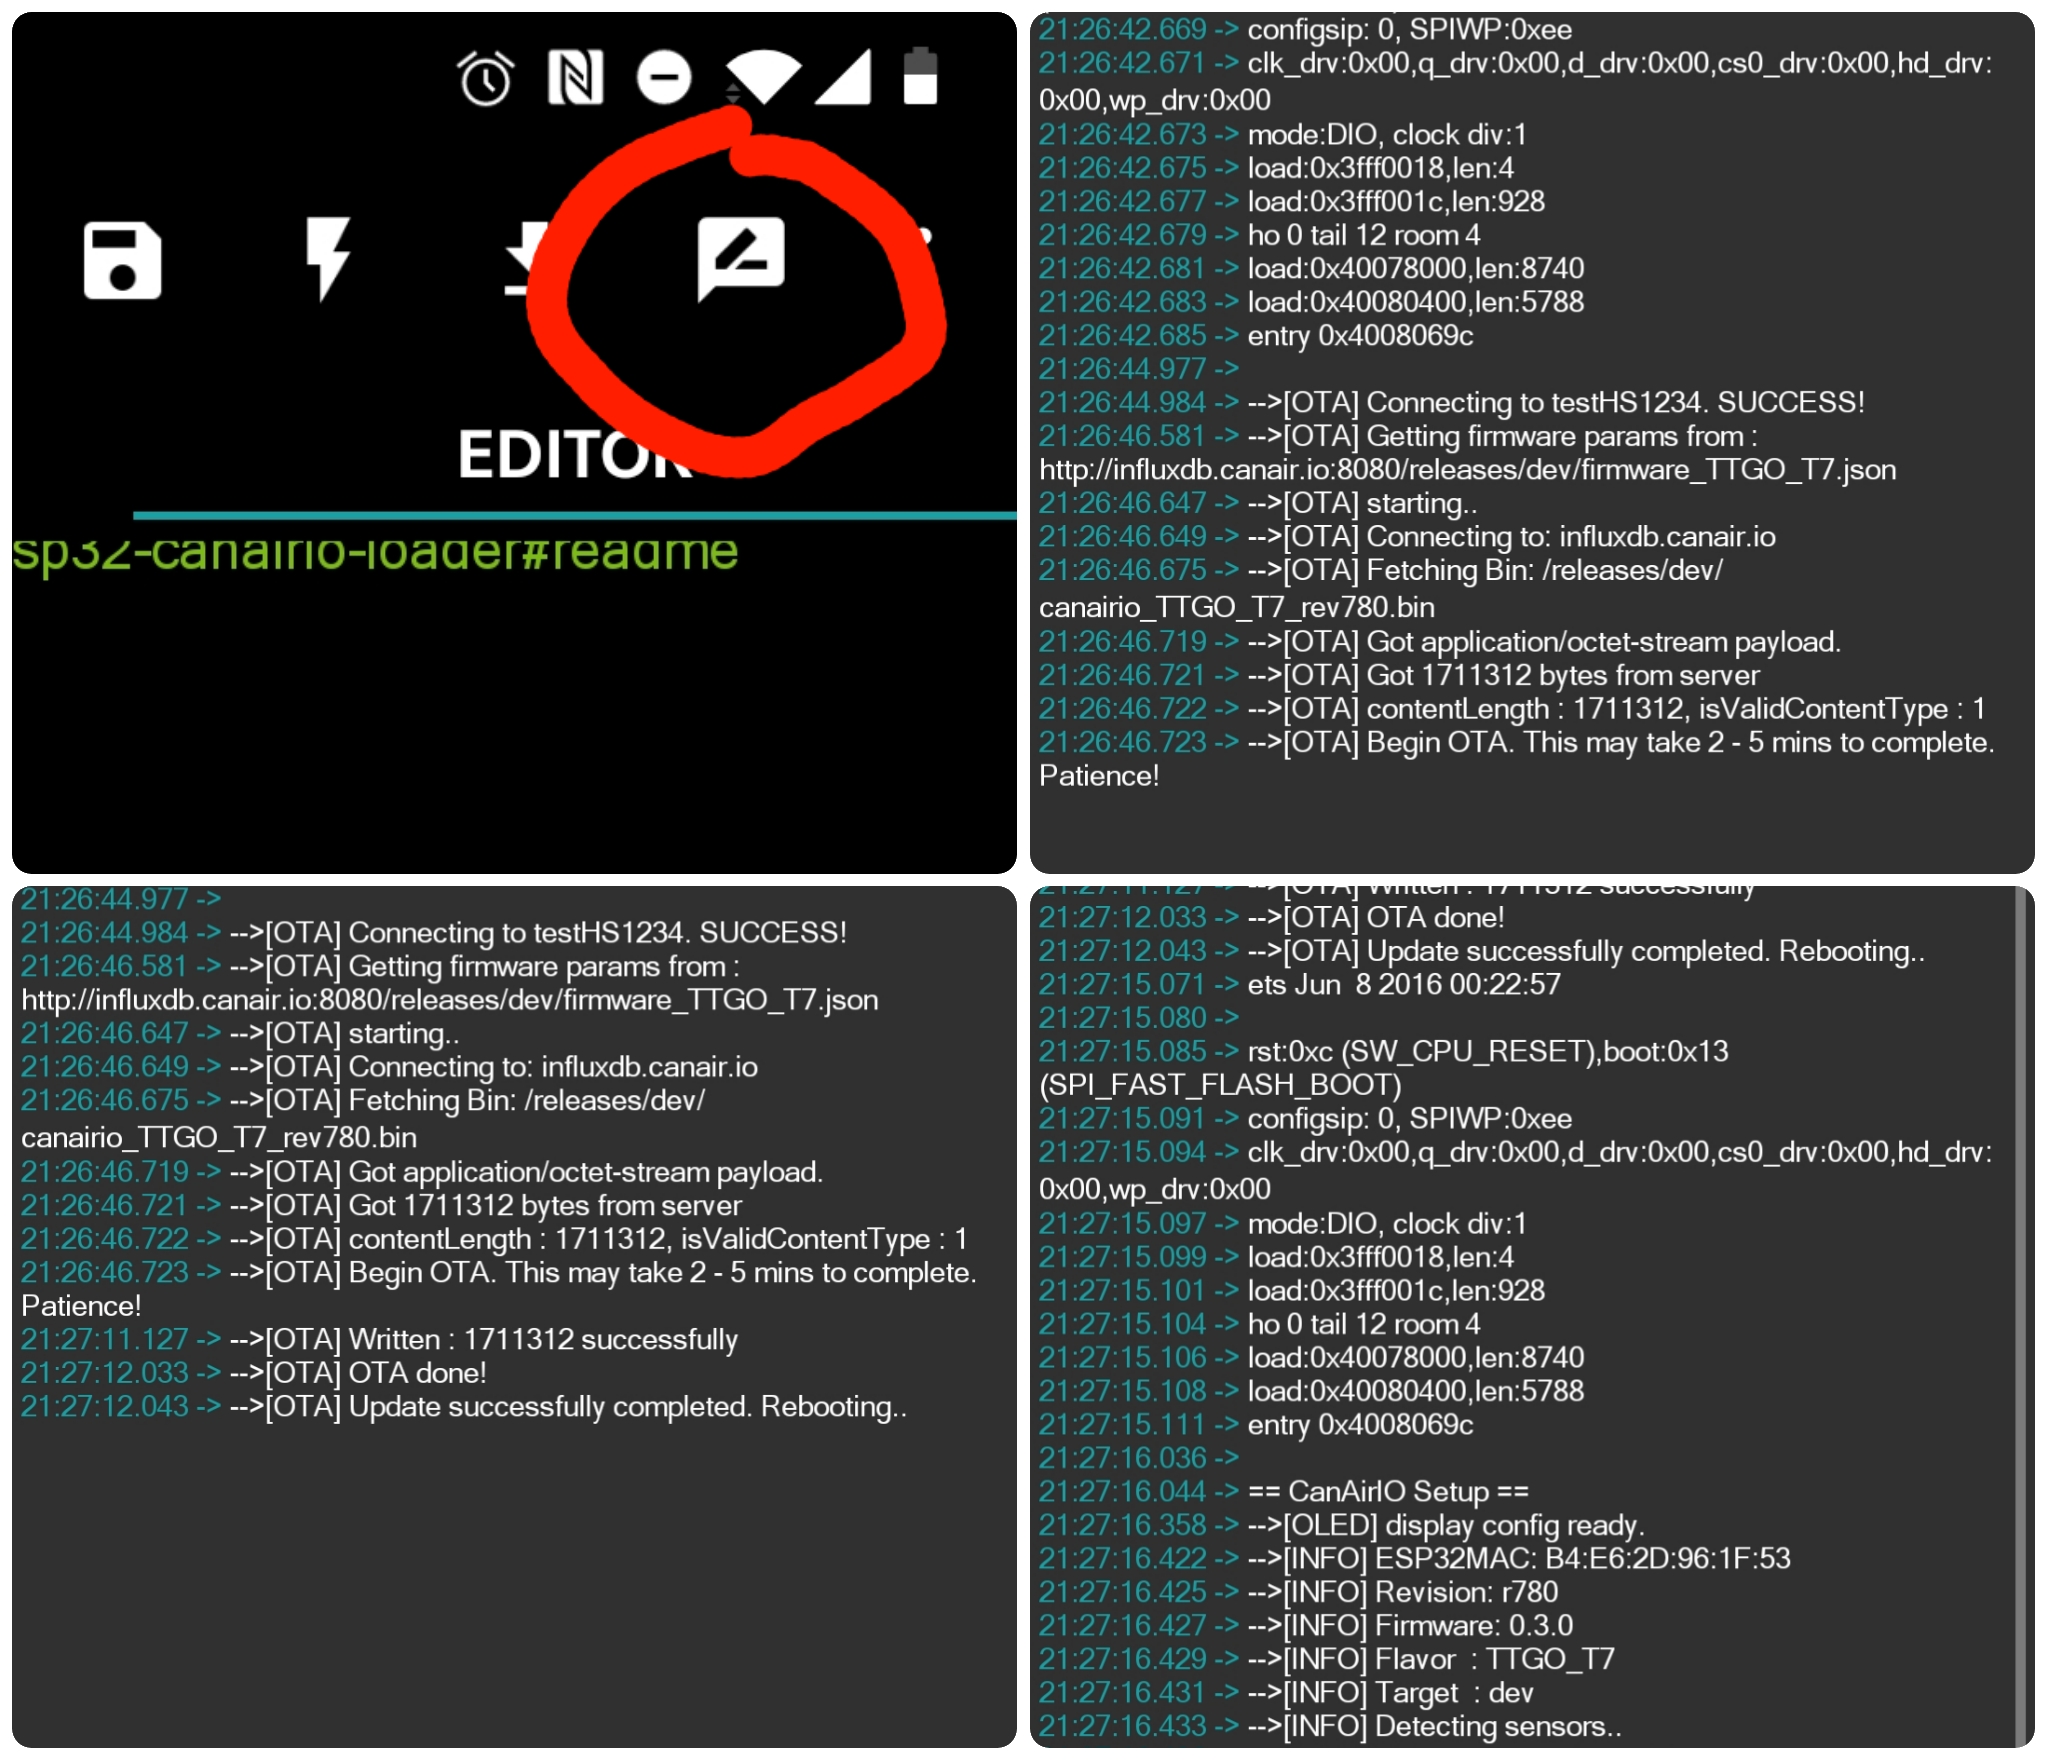 EDITOR
sp32-canairio-loader#readme
21:26:42.669 -> configsip: 0, SPIWP:0xee
21:26:42.671 -> clk_drv:0x00,q_drv:0x00,d_drv:0x00,cs0_drv:0x00,hd_drv:
0x00,wp_drv:0x00
21:26:42.673 -> mode:DIO, clock div:1
21:26:42.675 -> load:0x3fff0018,len:4
21:26:42.677 -> load:0x3fff001c,len:928
21:26:42.679 -> ho 0 tail 12 room 4
21:26:42.681 -> load:0x40078000,len:8740
21:26:42.683 -> load:0x40080400,len:5788
21:26:42.685 -> entry 0x4008069c
21:26:44.977 ->
21:26:44.984 -> -->[OTA] Connecting to testHS1234. SUCCESS!
21:26:46.581 -> -->[OTA] Getting firmware params from :
http://influxdb.canair.io:8080/releases/dev/firmware_TTGO_T7.json
21:26:46.647 -> -->[OTA] starting..
21:26:46.649 -> -->[OTA] Connecting to: influxdb.canair.io
21:26:46.675 -> -->[OTA] Fetching Bin: /releases/dev/
canairio_TTGO_T7_rev780.bin
21:26:46.719 -> -->[OTA] Got application/octet-stream payload.
21:26:46.721 -> -->[OTA] Got 1711312 bytes from server
21:26:46.722 -> -->[OTA] contentLength : 1711312, isValidContentType : 1
21:26:46.723 -> -->[OTA] Begin OTA. This may take 2 - 5 mins to complete.
Patience!
21:26:44.977 ->
21:26:44.984 -> -->[OTA] Connecting to testHS1234. SUCCESS!
21:26:46.581 -> -->[OTA] Getting firmware params from :
http://influxdb.canair.io:8080/releases/dev/firmware_TTGO_T7.json
21:26:46.647 -> -->[OTA] starting..
21:26:46.649 -> -->[OTA] Connecting to: influxdb.canair.io
21:26:46.675 -> -->[OTA] Fetching Bin: /releases/dev/
canairio_TTGO_T7_rev780.bin
21:26:46.719 -> -->[OTA] Got application/octet-stream payload.
21:26:46.721 -> -->[OTA] Got 1711312 bytes from server
21:26:46.722 -> -->[OTA] contentLength : 1711312, isValidContentType : 1
21:26:46.723 -> -->[OTA] Begin OTA. This may take 2 - 5 mins to complete.
Patience!
21:27:11.127 -> -->[OTA] Written : 1711312 successfully
21:27:12.033 -> -->[OTA] OTA done!
21:27:12.043 -> -->[OTA] Update successfully completed. Rebooting..
21:27:11.127 -> -->[OTA] Written : 1711312 successfully
21:27:12.033 -> -->[OTA] OTA done!
21:27:12.043 -> -->[OTA] Update successfully completed. Rebooting..
21:27:15.071 -> ets Jun  8 2016 00:22:57
21:27:15.080 ->
21:27:15.085 -> rst:0xc (SW_CPU_RESET),boot:0x13
(SPI_FAST_FLASH_BOOT)
21:27:15.091 -> configsip: 0, SPIWP:0xee
21:27:15.094 -> clk_drv:0x00,q_drv:0x00,d_drv:0x00,cs0_drv:0x00,hd_drv:
0x00,wp_drv:0x00
21:27:15.097 -> mode:DIO, clock div:1
21:27:15.099 -> load:0x3fff0018,len:4
21:27:15.101 -> load:0x3fff001c,len:928
21:27:15.104 -> ho 0 tail 12 room 4
21:27:15.106 -> load:0x40078000,len:8740
21:27:15.108 -> load:0x40080400,len:5788
21:27:15.111 -> entry 0x4008069c
21:27:16.036 ->
21:27:16.044 -> == CanAirIO Setup ==
21:27:16.358 -> -->[OLED] display config ready.
21:27:16.422 -> -->[INFO] ESP32MAC: B4:E6:2D:96:1F:53
21:27:16.425 -> -->[INFO] Revision: r780
21:27:16.427 -> -->[INFO] Firmware: 0.3.0
21:27:16.429 -> -->[INFO] Flavor  : TTGO_T7
21:27:16.431 -> -->[INFO] Target  : dev
21:27:16.433 -> -->[INFO] Detecting sensors..